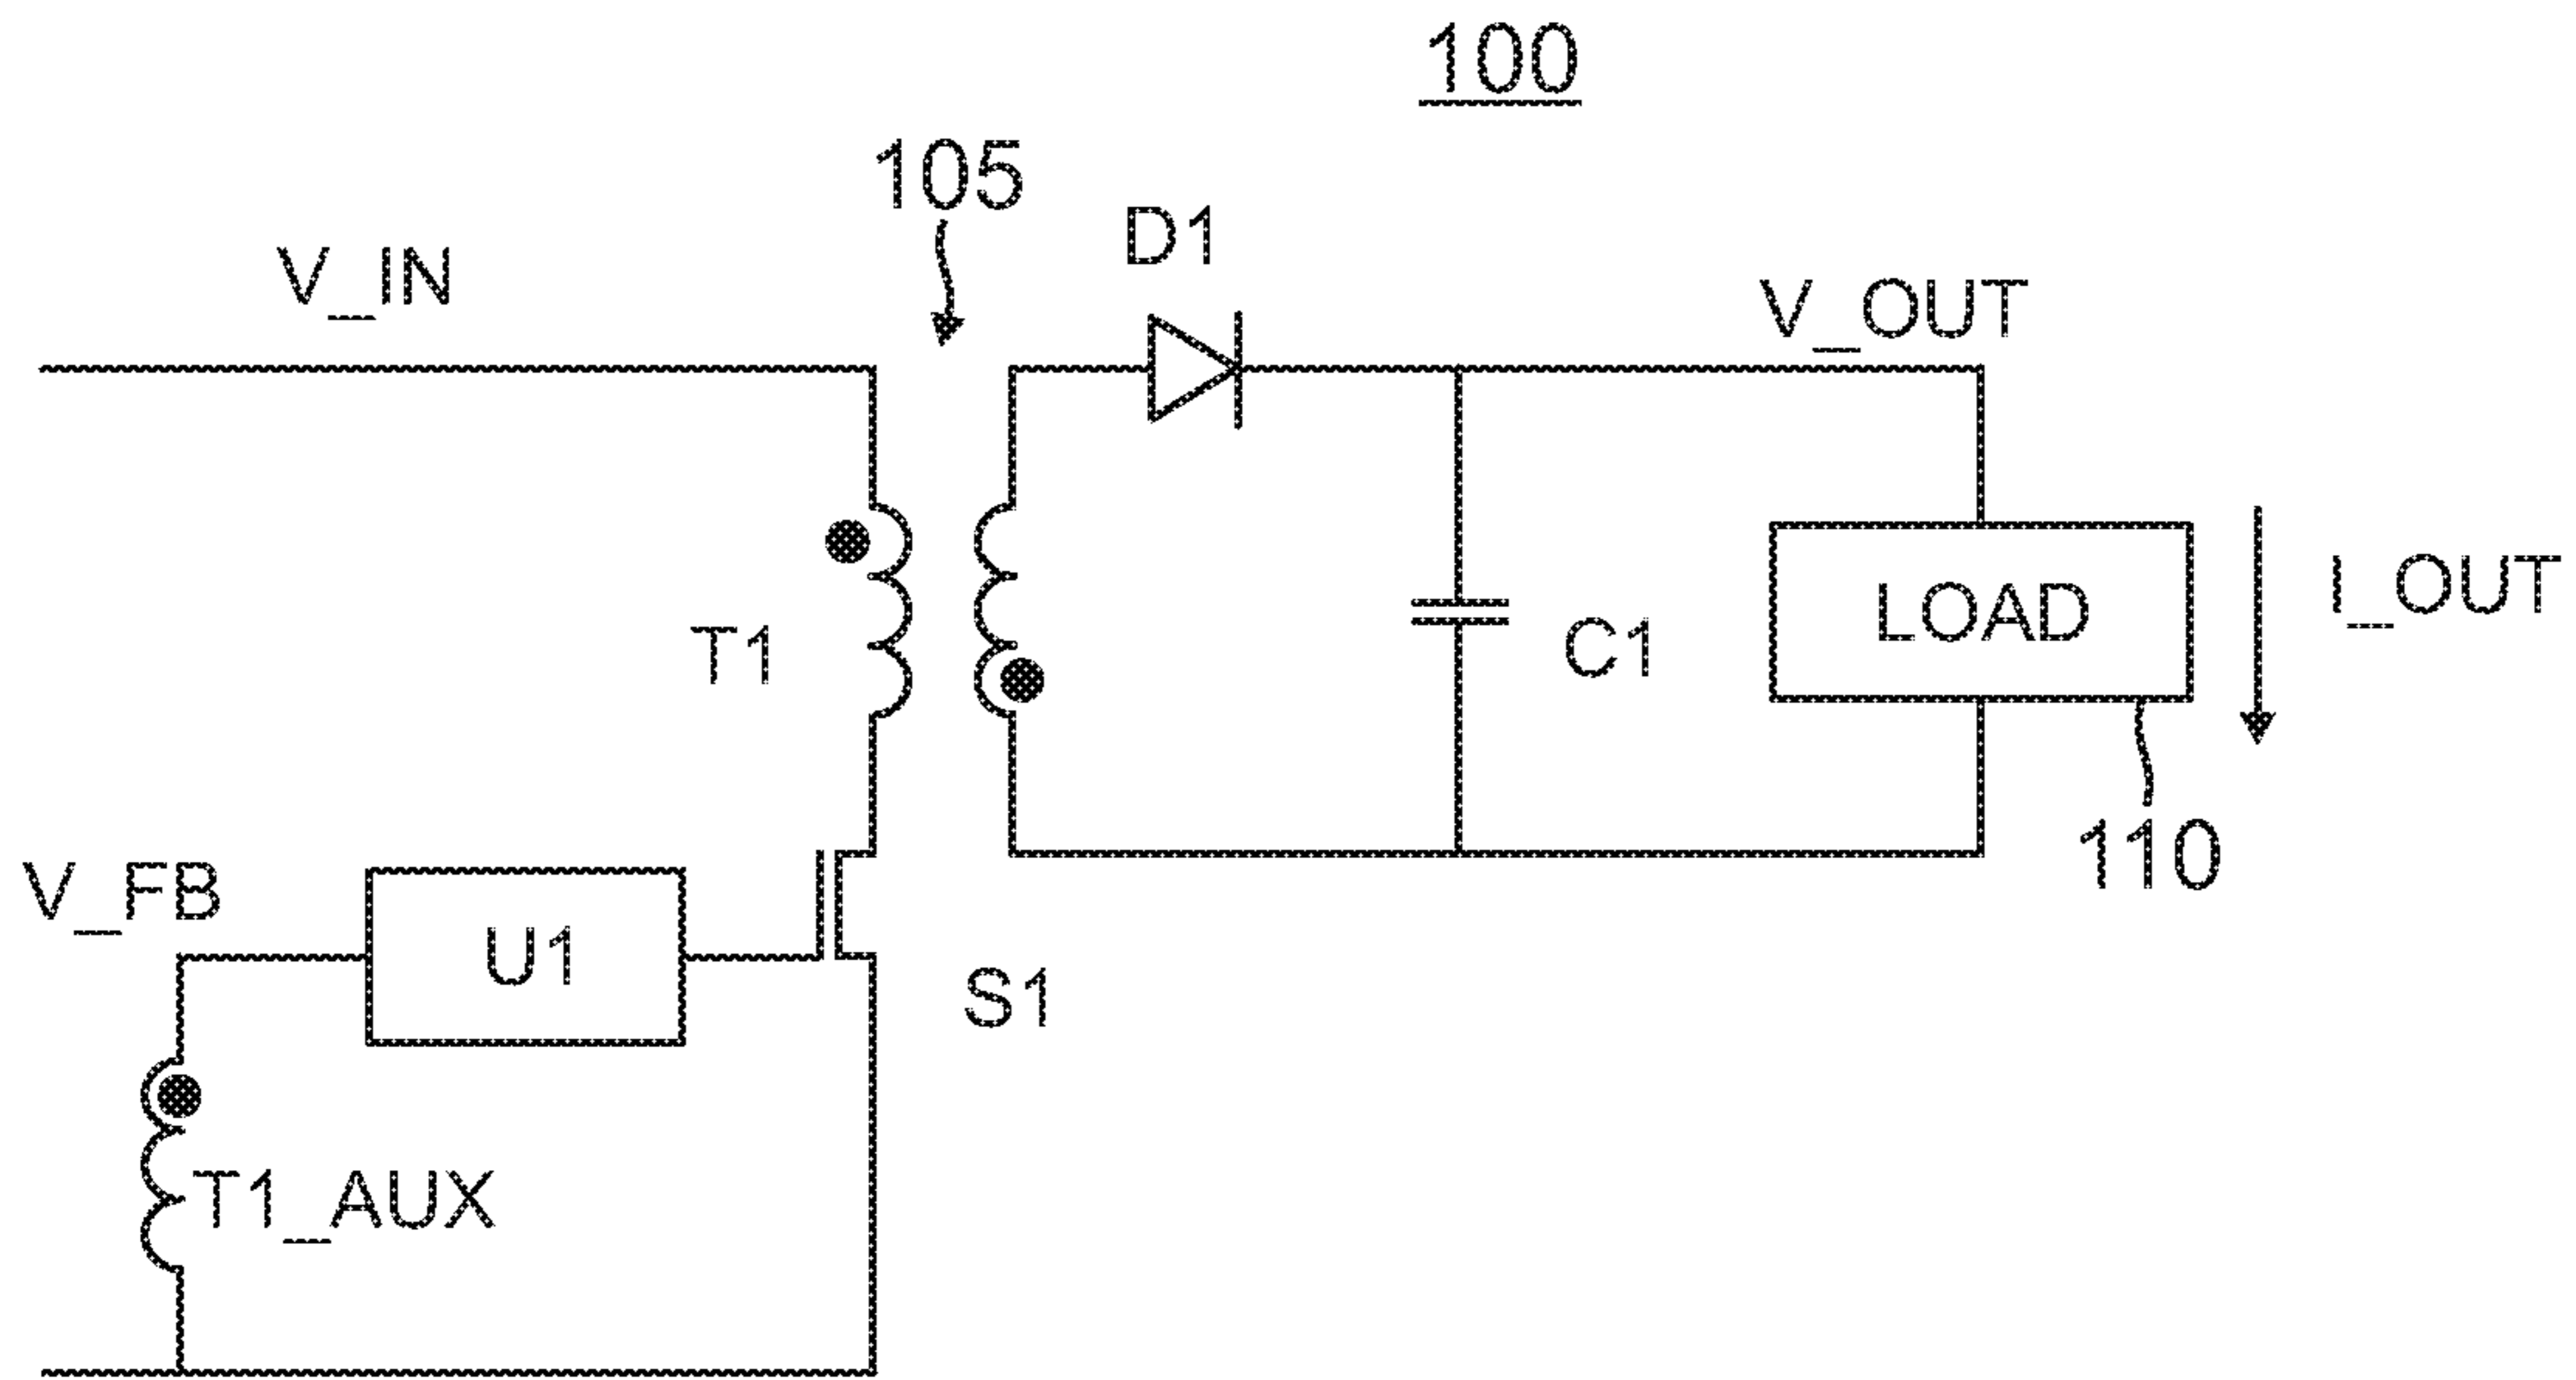 100
105
D1
V_IN
V_OUT
T1
C1
LOAD
I_OUT
V_FB
U1
110
S1
T1_AUX